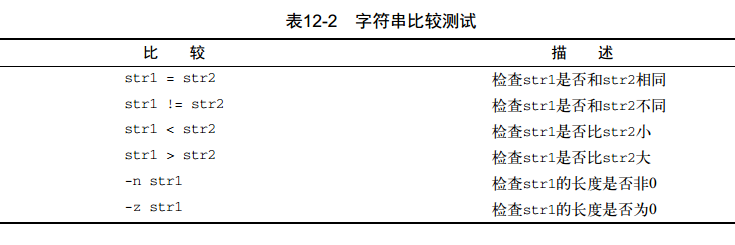 表12-2 字符串比较测试
比 较 描 述
str1 = str2 检查str1是否和str2相同
str1 != str2 检查str1是否和str2不同
str1 < str2 检查str1是否比str2小
str1 > str2 检查str1是否比str2大
-n str1 检查str1的长度是否非0
-z str1 检查str1的长度是否为0